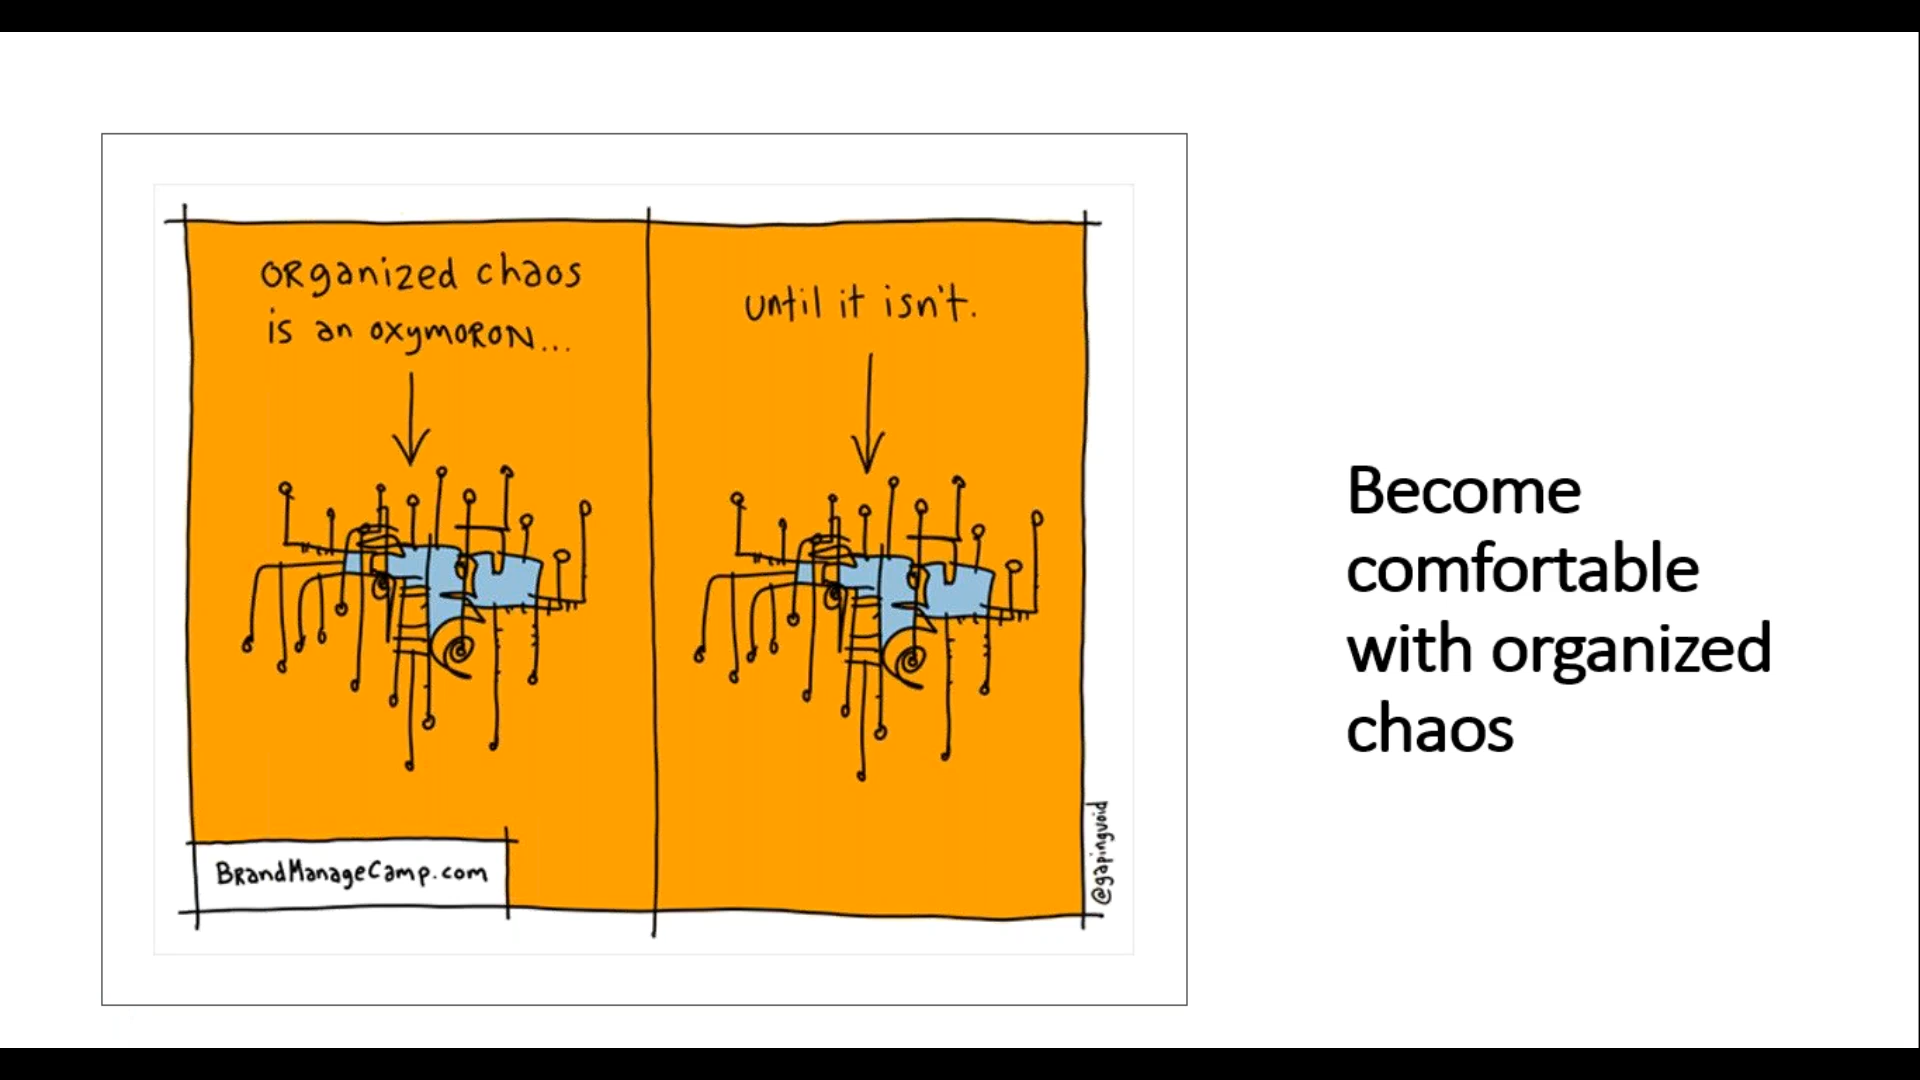 ORganized chaos
is an oxymoRoN...
until it isn't.
BrandManageCamp.com
@gapingvoid
Become
comfortable
with organized
chaos